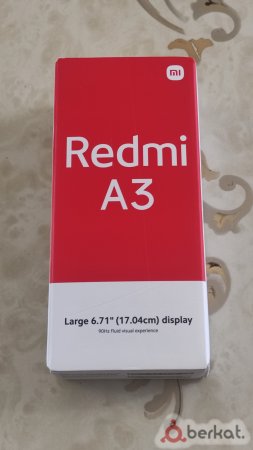 mi
Redmi
A3
Large 6.71" (17.04cm) display
90Hz fluid visual experience
berkat.